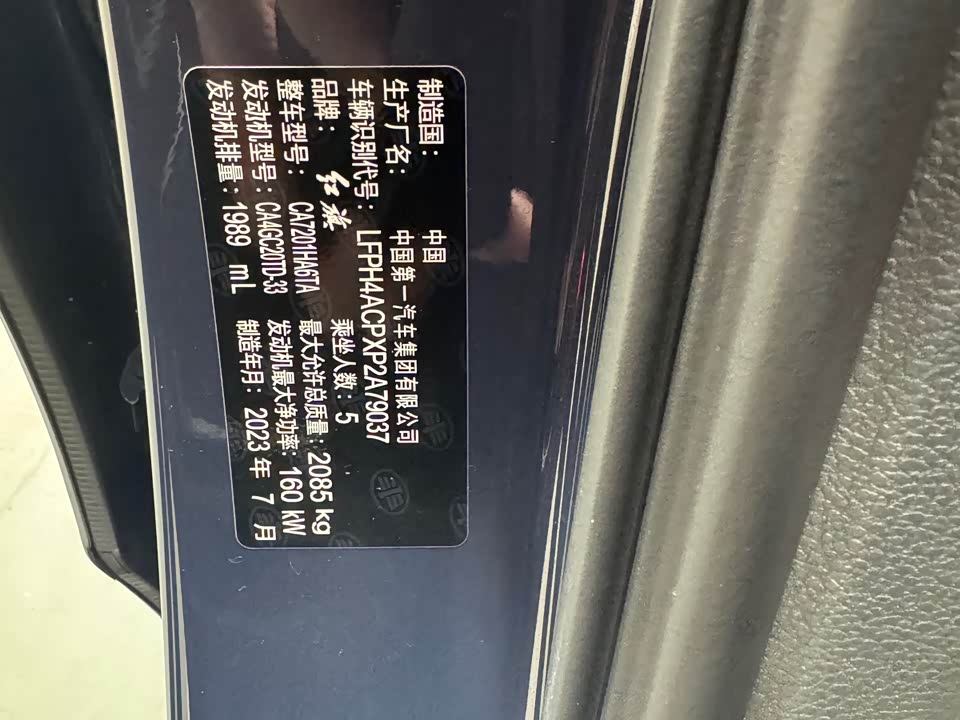 制造国: 中国
生产厂名: 中国第一汽车集团有限公司
车辆识别代号: LFPH4ACPXP2A79037
品牌: 红旗 乘坐人数: 5
整车型号: CA7201HA6TA 最大允许总质量: 2085 kg
发动机型号: CA4GC20TD-33 发动机最大净功率: 160 kW
发动机排量: 1989 mL 制造年月: 2023 年 7 月